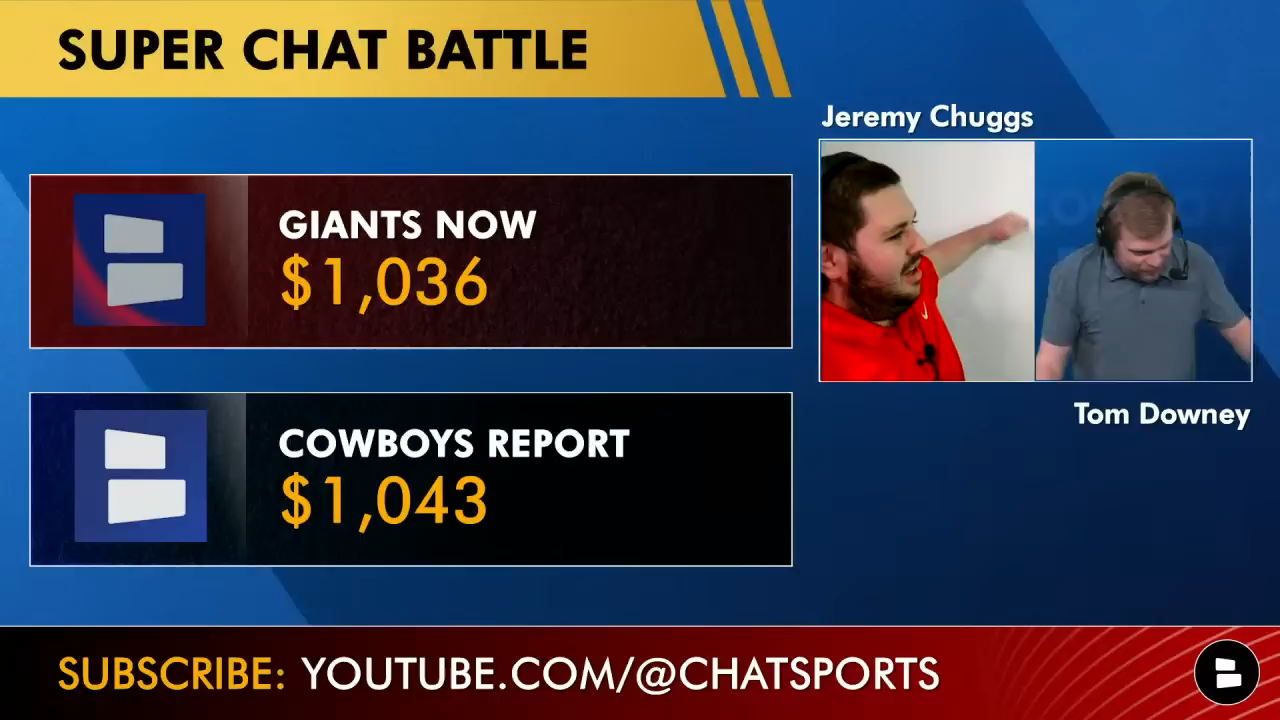 SUPER CHAT BATTLE
Jeremy Chuggs
GIANTS NOW
$1,036
COWBOYS REPORT
$1,043
Tom Downey
SUBSCRIBE: YOUTUBE.COM/@CHATSPORTS